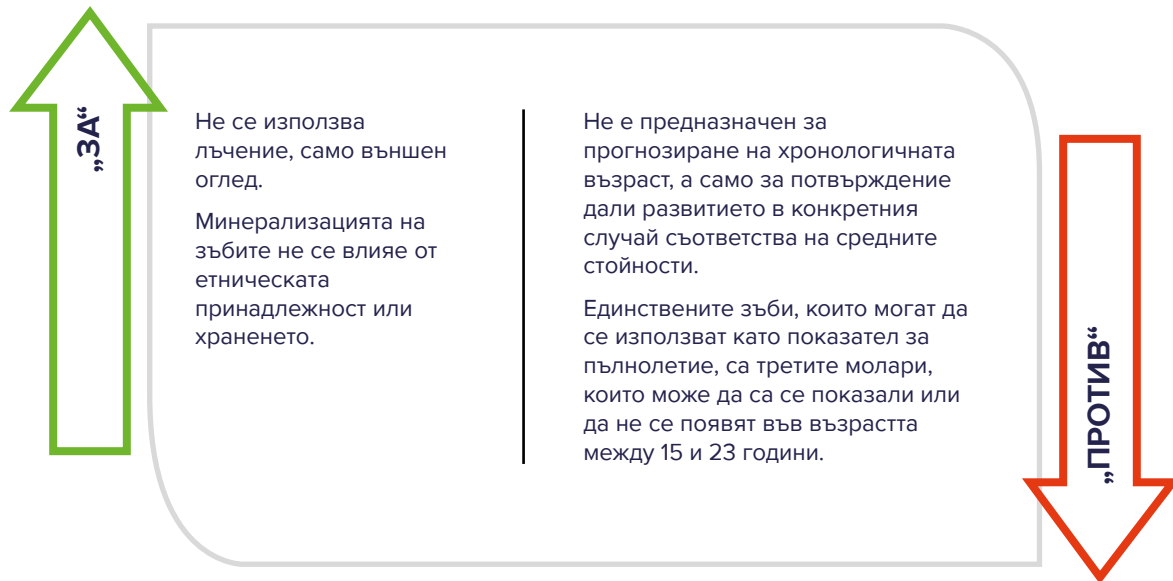 „ЗА“
Не се използва
лъчение, само външен
оглед.
Минерализацията на
зъбите не се влияе от
етническата
принадлежност или
храненето.
Не е предназначен за
прогнозиране на хронологичната
възраст, а само за потвърждение
дали развитието в конкретния
случай съответства на средните
стойности.
Единствените зъби, които могат да
се използват като показател за
пълнолетие, са третите молари,
които може да са се показали или
да не се появят във възрастта
между 15 и 23 години.
„ПРОТИВ“